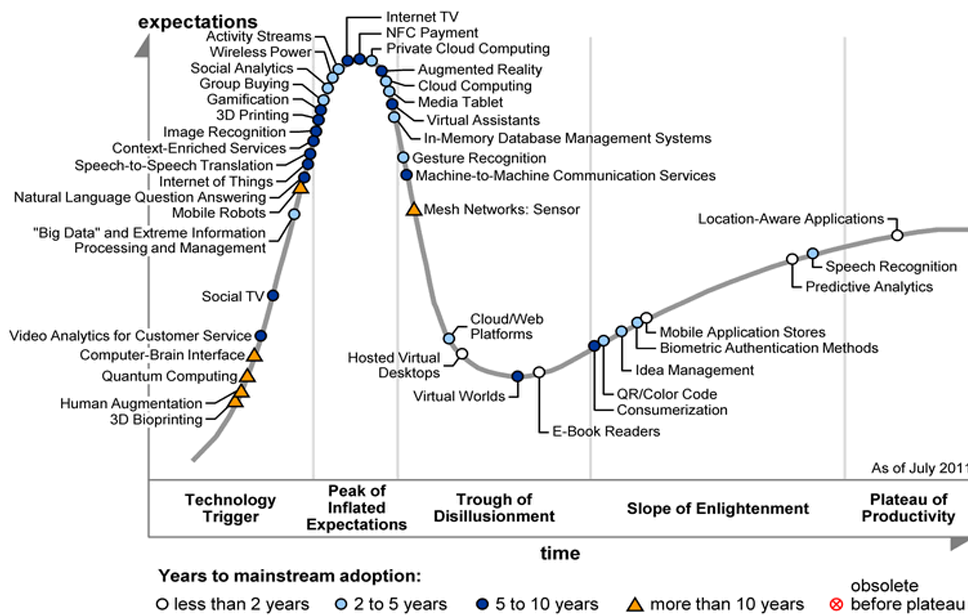 expectations
Activity Streams
Wireless Power
Social Analytics
Group Buying
Gamification
3D Printing
Image Recognition
Context-Enriched Services
Speech-to-Speech Translation
Internet of Things
Natural Language Question Answering
Mobile Robots
"Big Data" and Extreme Information
Processing and Management
Social TV
Video Analytics for Customer Service
Computer-Brain Interface
Quantum Computing
Human Augmentation
3D Bioprinting
Internet TV
NFC Payment
Private Cloud Computing
Augmented Reality
Cloud Computing
Media Tablet
Virtual Assistants
In-Memory Database Management Systems
Gesture Recognition
Machine-to-Machine Communication Services
Mesh Networks: Sensor
Cloud/Web
Platforms
Hosted Virtual
Desktops
Virtual Worlds
E-Book Readers
Location-Aware Applications
Speech Recognition
Predictive Analytics
Mobile Application Stores
Biometric Authentication Methods
Idea Management
QR/Color Code
Consumerization
As of July 2011
Technology
Trigger
Peak of
Inflated
Expectations
Trough of
Disillusionment
Slope of Enlightenment
Plateau of
Productivity
time
Years to mainstream adoption:
less than 2 years
2 to 5 years
5 to 10 years
more than 10 years
obsolete
before plateau